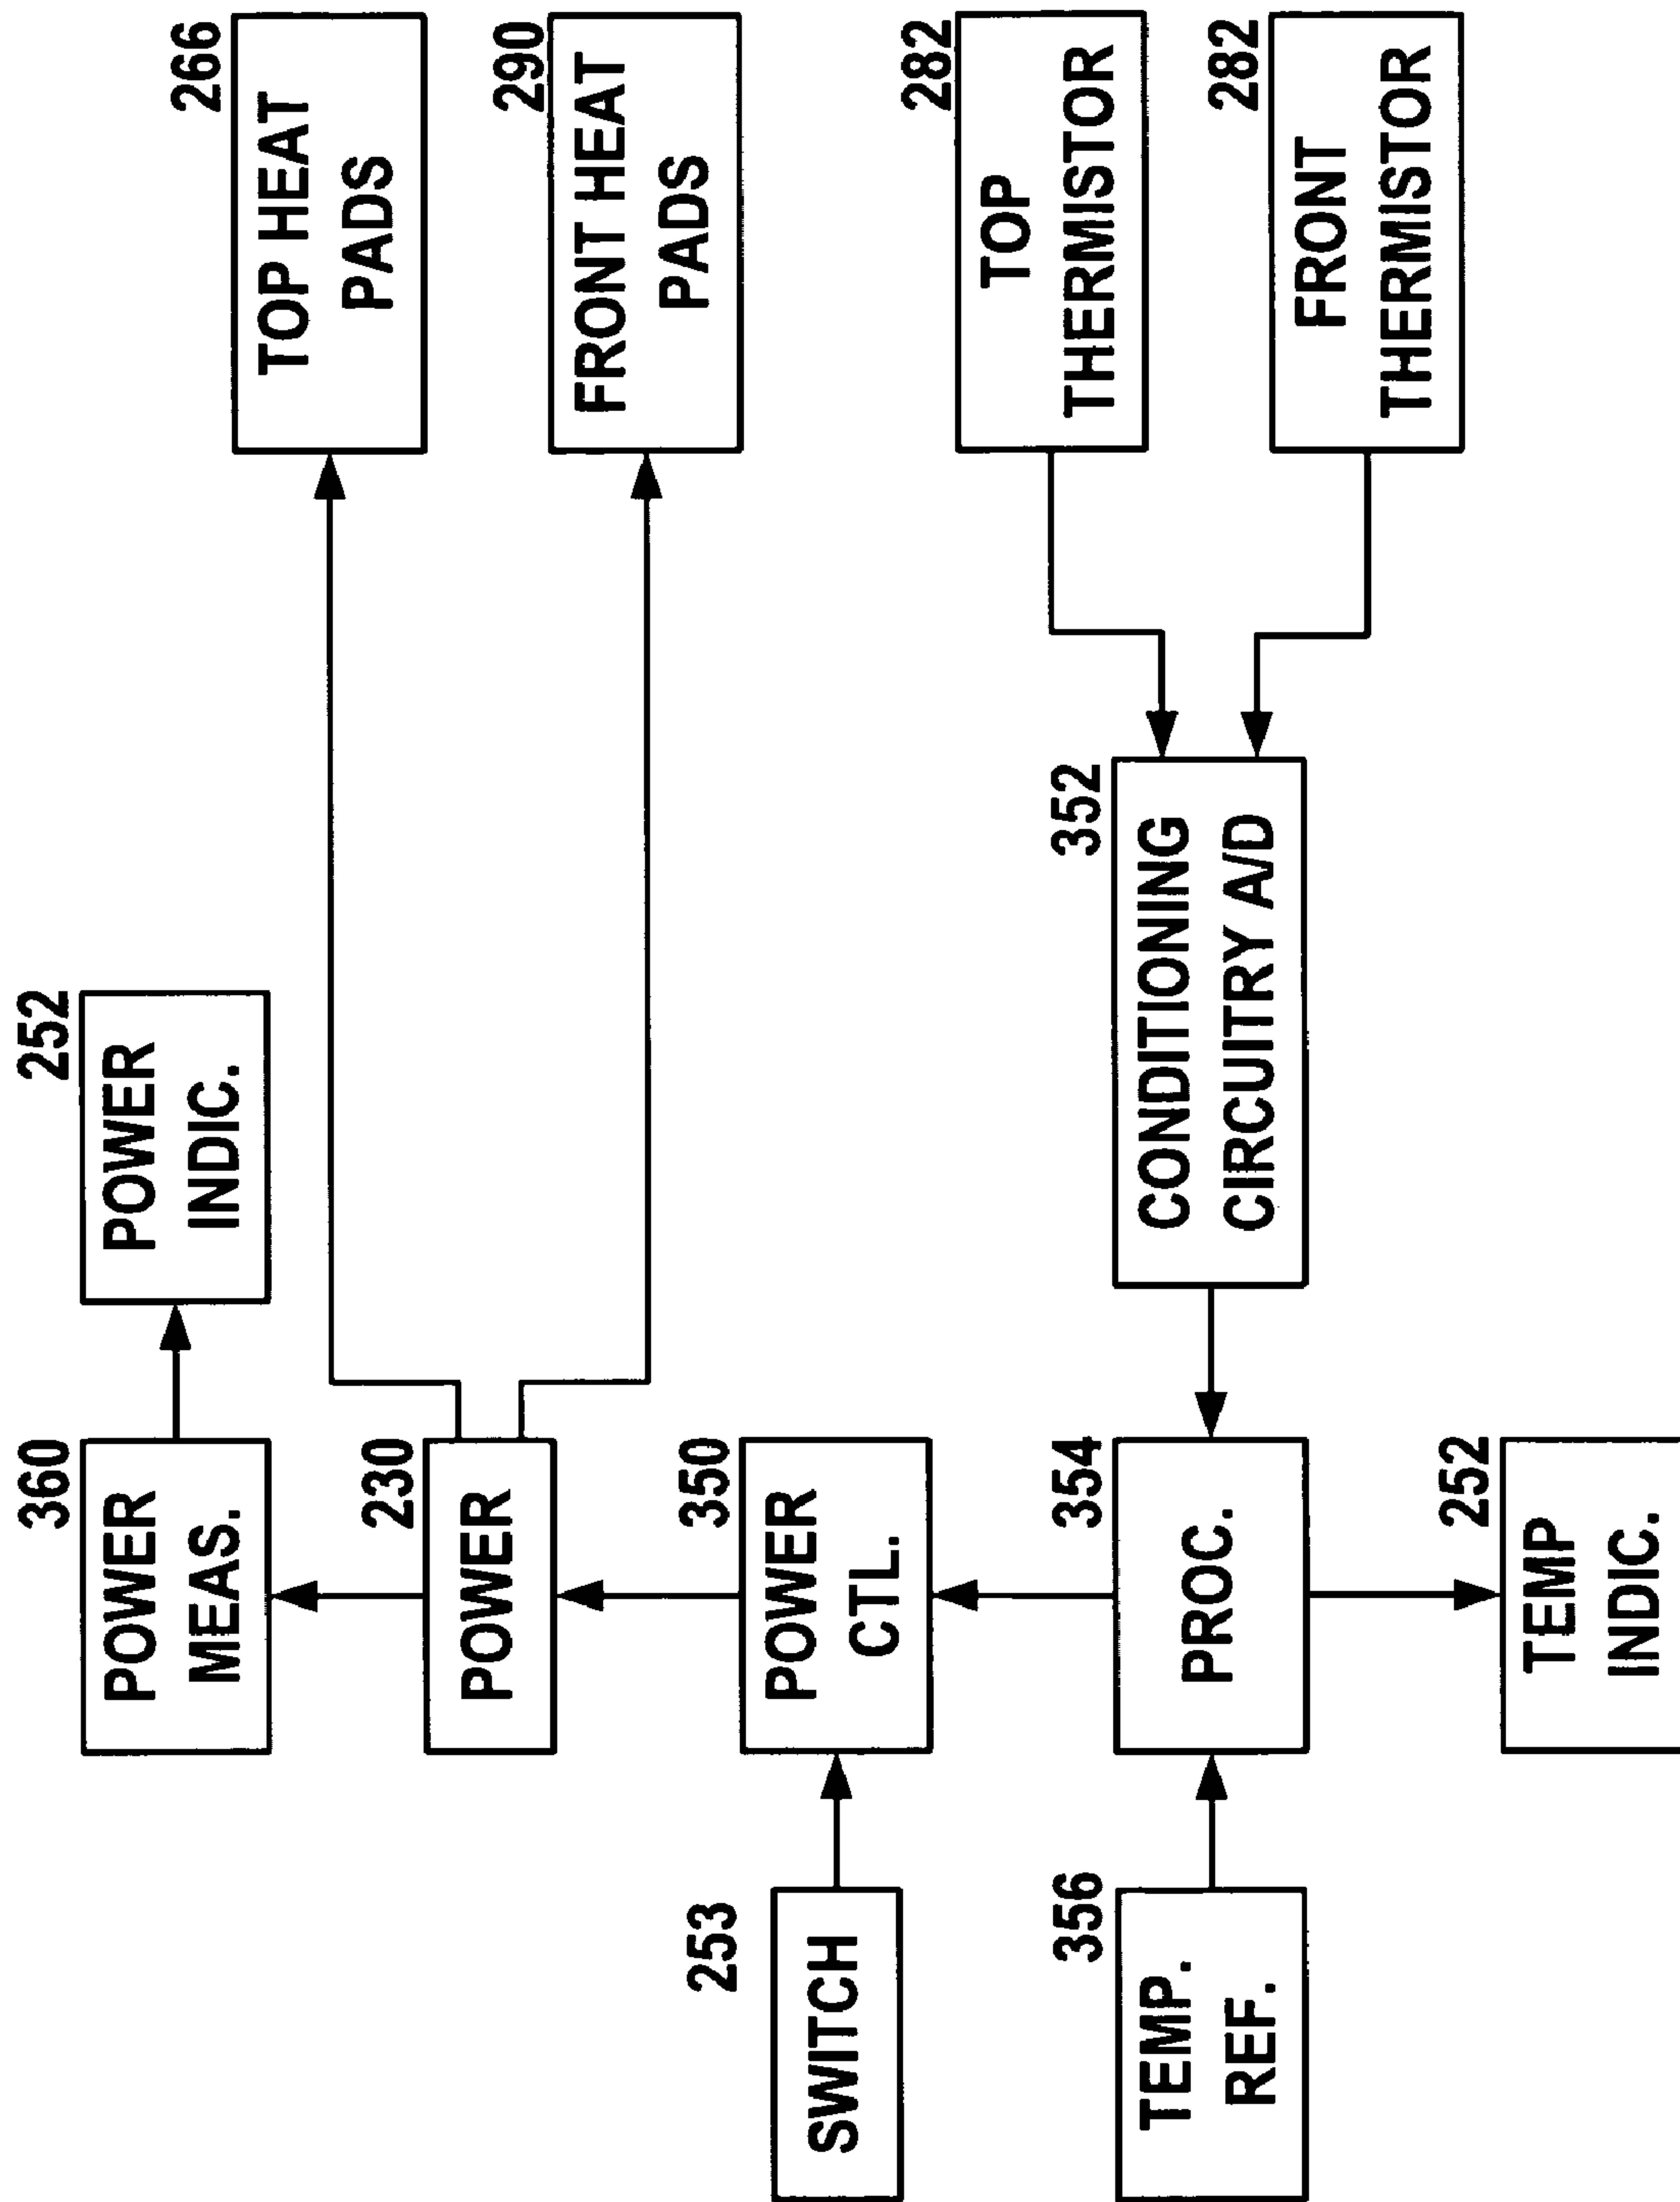 360
POWER
MEAS.
252
POWER
INDIC.
266
TOP HEAT
PADS
230
POWER
290
FRONT HEAT
PADS
253
SWITCH
350
POWER
CTL.
282
TOP
THERMISTOR
356
TEMP.
REF.
354
PROC.
352
CONDITIONING
CIRCUITRY A/D
282
FRONT
THERMISTOR
252
TEMP
INDIC.